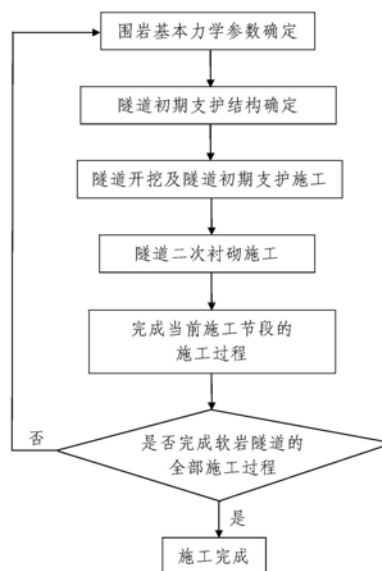 围岩基本力学参数确定
隧道初期支护结构确定
隧道开挖及隧道初期支护施工
隧道二次衬砌施工
完成当前施工节段的
施工过程
否
是否完成软岩隧道的
全部施工过程
是
施工完成